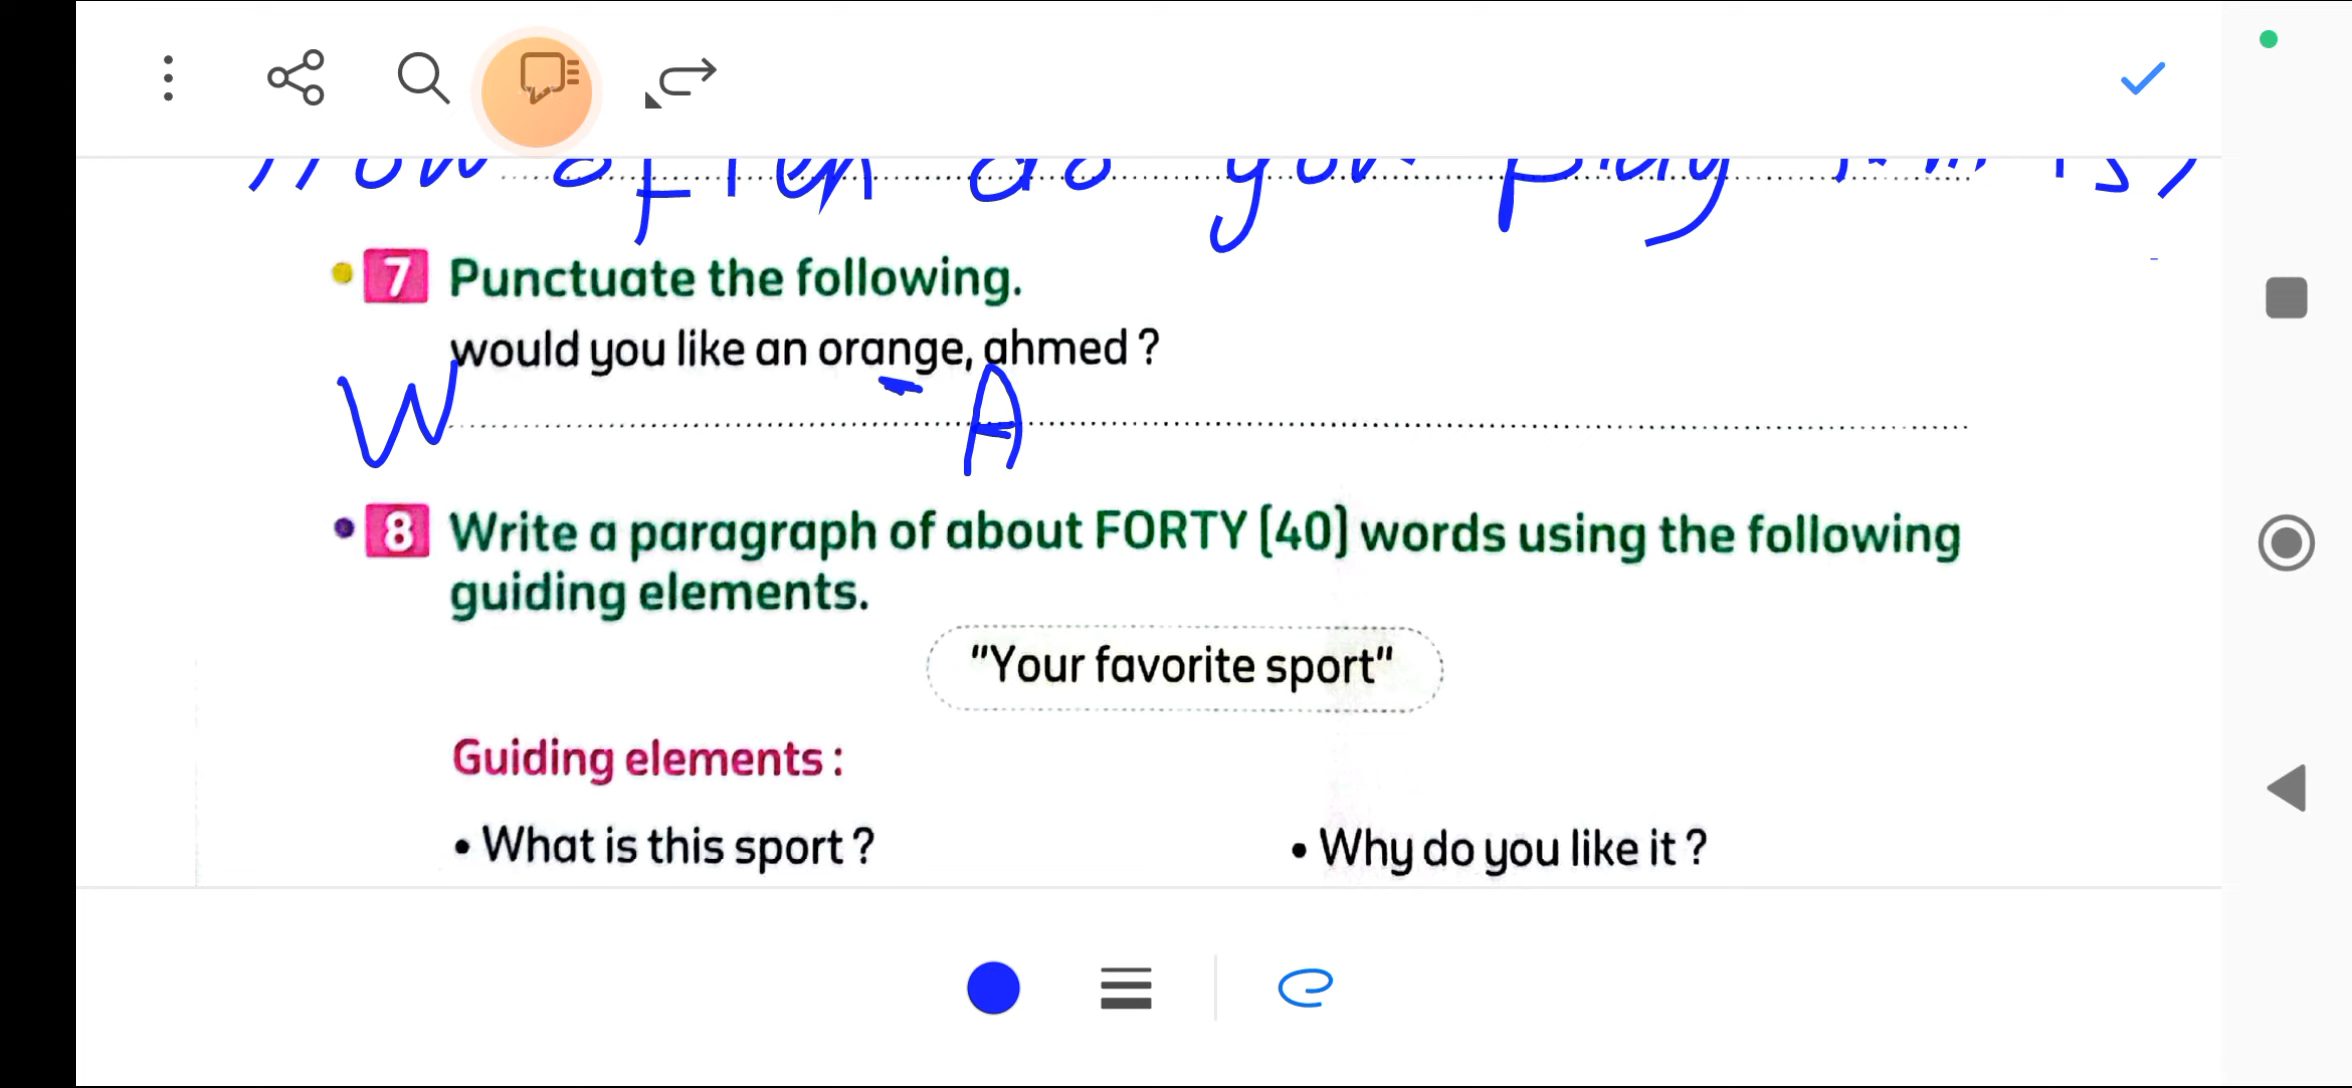 How often do you play
7 Punctuate the following.
would you like an orange, ahmed ?
W A
8 Write a paragraph of about FORTY (40) words using the following
guiding elements.
"Your favorite sport"
Guiding elements :
• What is this sport ? • Why do you like it ?